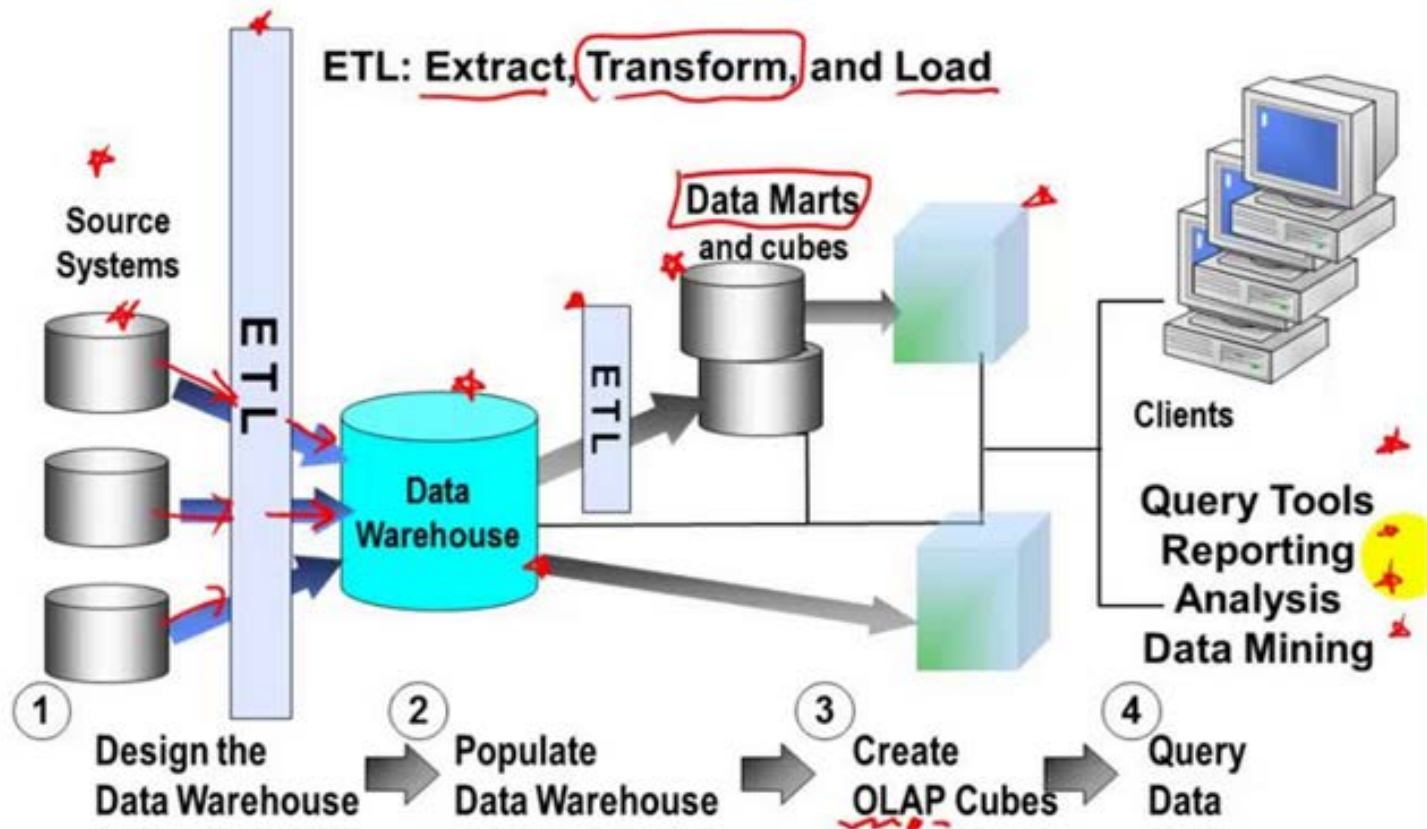 ETL: Extract, Transform, and Load
Source
Systems
ETL
Data
Warehouse
ETL
Data Marts
and cubes
Clients
Query Tools
Reporting
Analysis
Data Mining
1
Design the
Data Warehouse
2
Populate
Data Warehouse
3
Create
OLAP Cubes
4
Query
Data